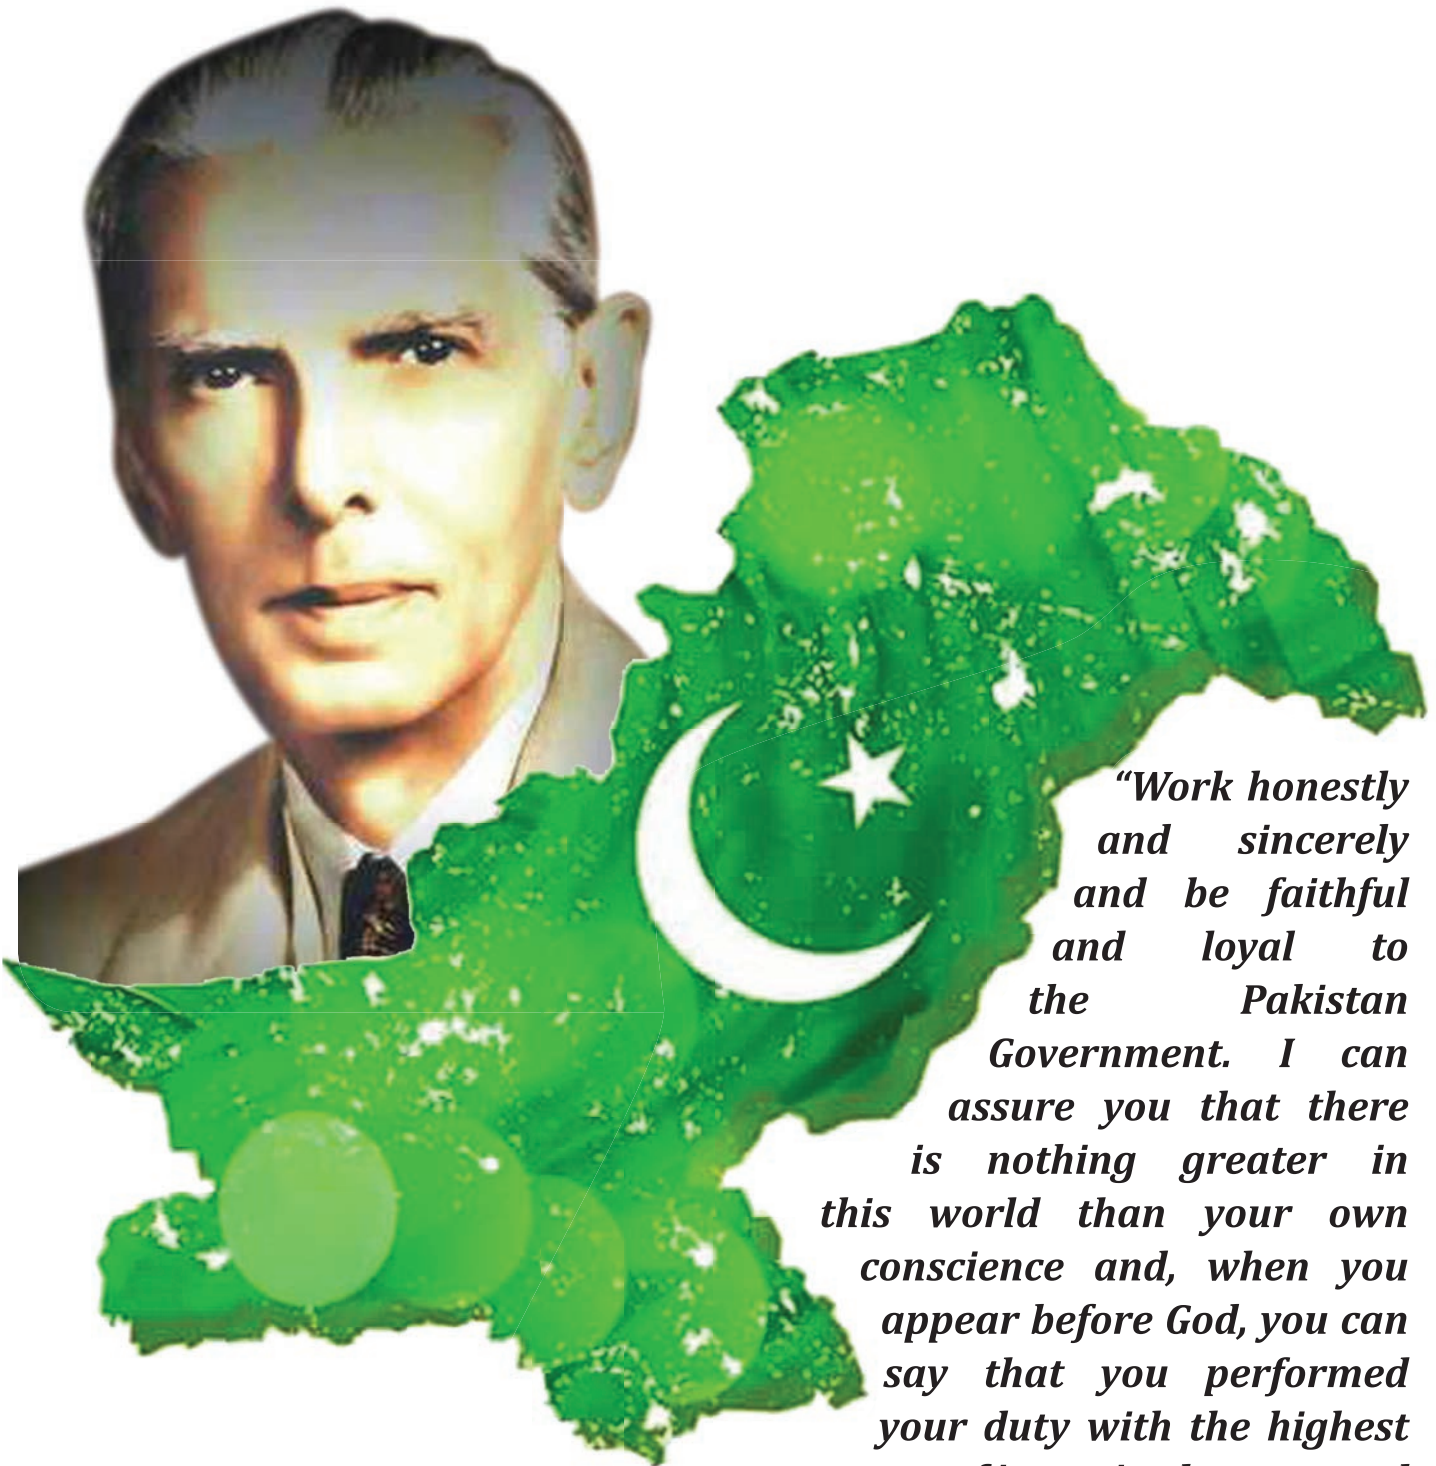 “Work honestly
and sincerely
and be faithful
and loyal to
the Pakistan
Government. I can
assure you that there
is nothing greater in
this world than your own
conscience and, when you
appear before God, you can
say that you performed
your duty with the highest